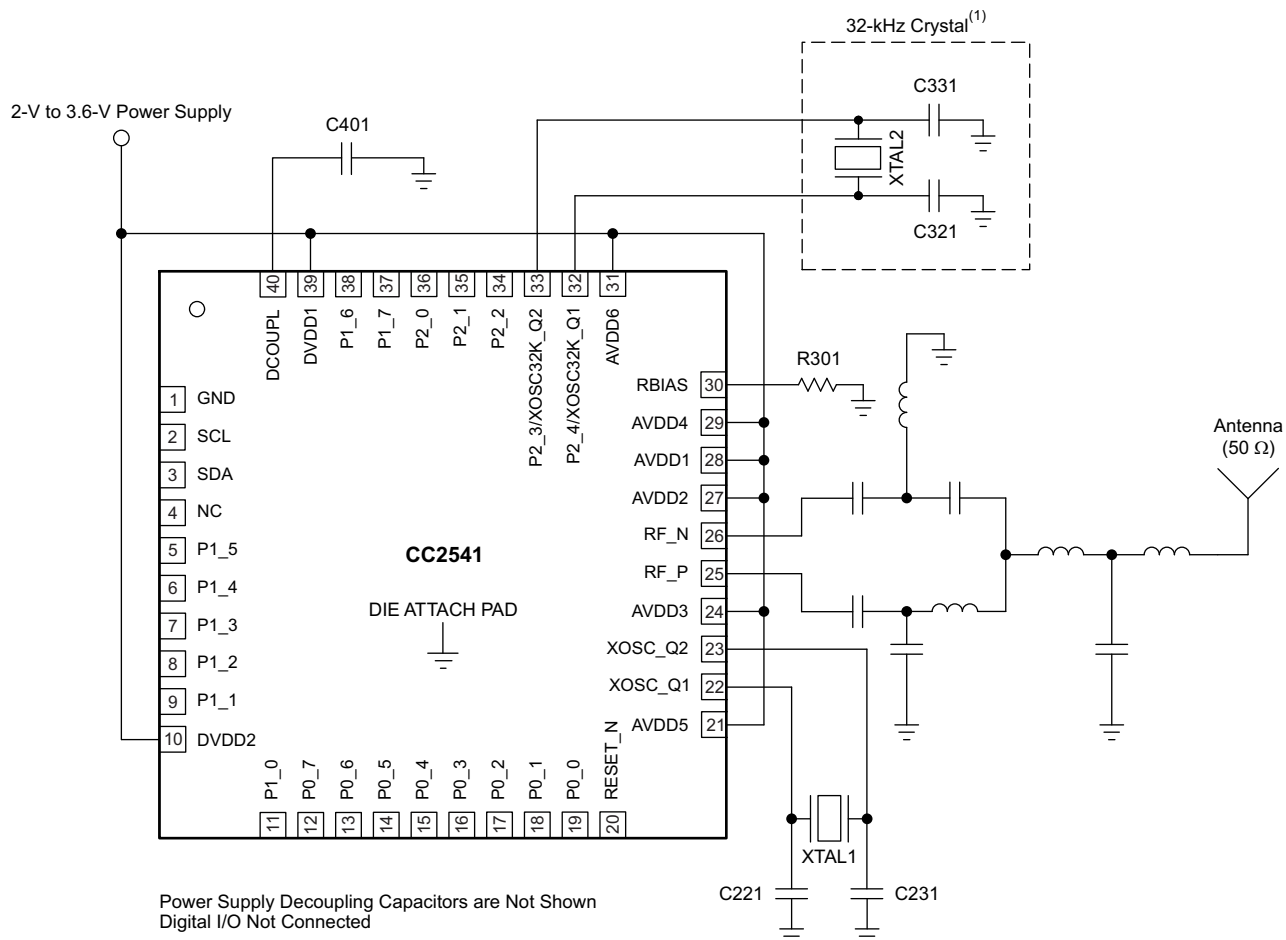 32-kHz Crystal(1)
C331
2-V to 3.6-V Power Supply
C401
XTAL2
C321
40
39
38
37
36
35
34
33
32
31
DCOUPL
DVDD1
P1_6
P1_7
P2_0
P2_1
P2_2
P2_3/XOSC32K_Q2
P2_4/XOSC32K_Q1
AVDD6
R301
RBIAS 30
1 GND
AVDD4 29
2 SCL
AVDD1 28
3 SDA
AVDD2 27
4 NC
RF_N 26
5 P1_5
RF_P 25
6 P1_4
AVDD3 24
7 P1_3
XOSC_Q2 23
8 P1_2
XOSC_Q1 22
9 P1_1
AVDD5 21
10 DVDD2
Antenna
(50 Ω)
CC2541
DIE ATTACH PAD
P1_0
P0_7
P0_6
P0_5
P0_4
P0_3
P0_2
P0_1
P0_0
RESET_N
11
12
13
14
15
16
17
18
19
20
XTAL1
C221
C231
Power Supply Decoupling Capacitors are Not Shown
Digital I/O Not Connected